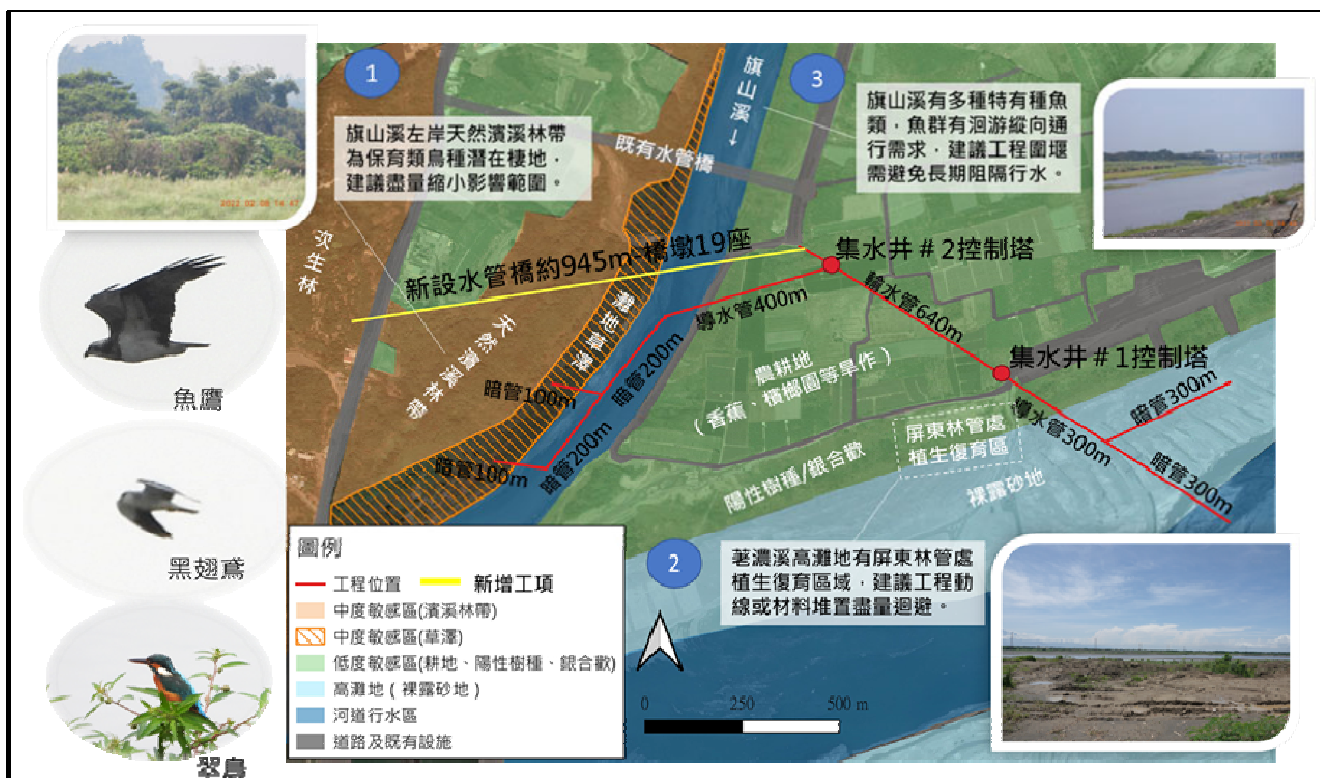 1
旗山溪左岸天然濱溪林帶
為保育類鳥種潛在棲地，
建議盡量縮小影響範圍。
2022 02 08
旗山溪↓
3
旗山溪有多種特有種魚
類，魚群有洄游縱向通
行需求，建議工程圍堰
需避免長期阻隔行水。
既有水管橋
次生林
新設水管橋約945m-橋墩19座
集水井＃2控制塔
輸水管640m
導水管400m
集水井＃1控制塔
天然濱溪林帶
暗管100m
暗管200m
農耕地
（香蕉、檳榔園等旱作）
暗管300m
導水管300m
暗管300m
屏東林管處
植生復育區
暗管100m
暗管200m
陽性樹種/銀合歡
裸露砂地
魚鷹
黑翅鳶
翠鳥
圖例
工程位置
新增工項
中度敏感區(濱溪林帶)
中度敏感區(草澤)
低度敏感區(耕地、陽性樹種、銀合歡)
高灘地（裸露砂地）
河道行水區
道路及既有設施
2
荖濃溪高灘地有屏東林管處
植生復育區域，建議工程動
線或材料堆置盡量迴避。
0 250 500 m